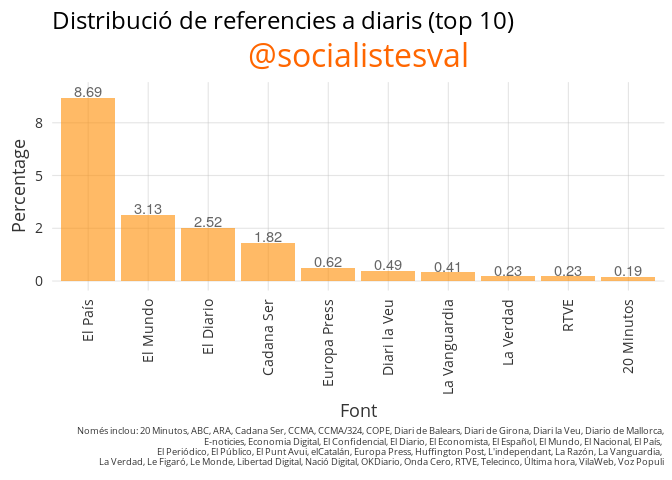 Distribució de referencies a diaris (top 10)
@socialistesval
Percentage
8
5
2
0
8.69
3.13
2.52
1.82
0.62
0.49
0.41
0.23
0.23
0.19
El País
El Mundo
El Diario
Cadana Ser
Europa Press
Diari la Veu
La Vanguardia
La Verdad
RTVE
20 Minutos
Font
Només inclou: 20 Minutos, ABC, ARA, Cadana Ser, CCMA, CCMA/324, COPE, Diari de Balears, Diari de Girona, Diari la Veu, Diario de Mallorca,
E-noticies, Economia Digital, El Confidencial, El Diario, El Economista, El Español, El Mundo, El Nacional, El País,
El Periódico, El Público, El Punt Avui, elCatalán, Europa Press, Huffington Post, L'independant, La Razón, La Vanguardia,
La Verdad, Le Figaró, Le Monde, Libertad Digital, Nació Digital, OKDiario, Onda Cero, RTVE, Telecinco, Última hora, VilaWeb, Voz Populi